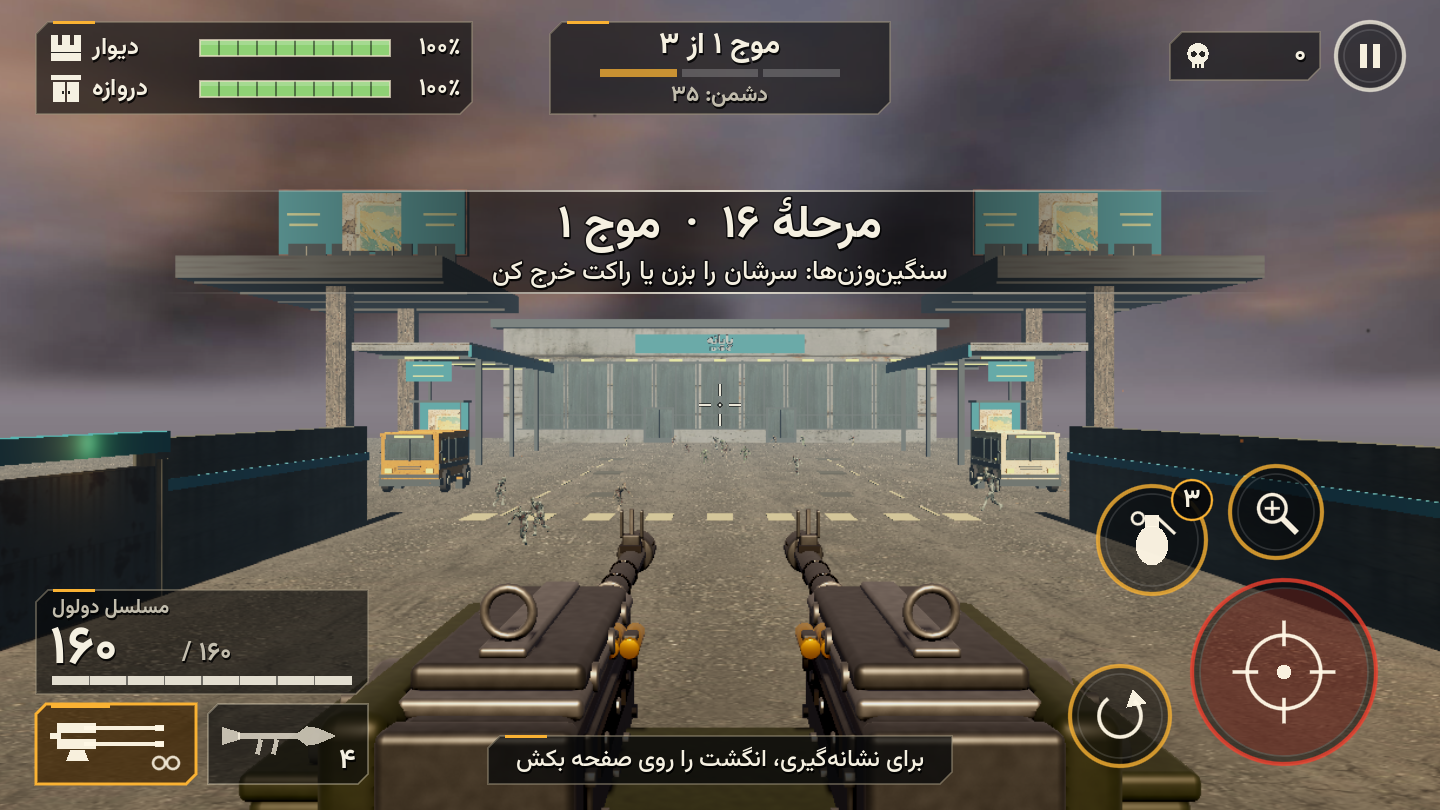 دیوار ۱۰۰٪
دروازه ۱۰۰٪
موج ۱ از ۳
دشمن: ۳۵
۰
مرحلهٔ ۱۶ · موج ۱
سنگین‌وزن‌ها: سرشان را بزن یا راکت خرج کن
پایانه
۳
مسلسل دولول
۱۶۰ / ۱۶۰
∞
۴
برای نشانه‌گیری، انگشت را روی صفحه بکش